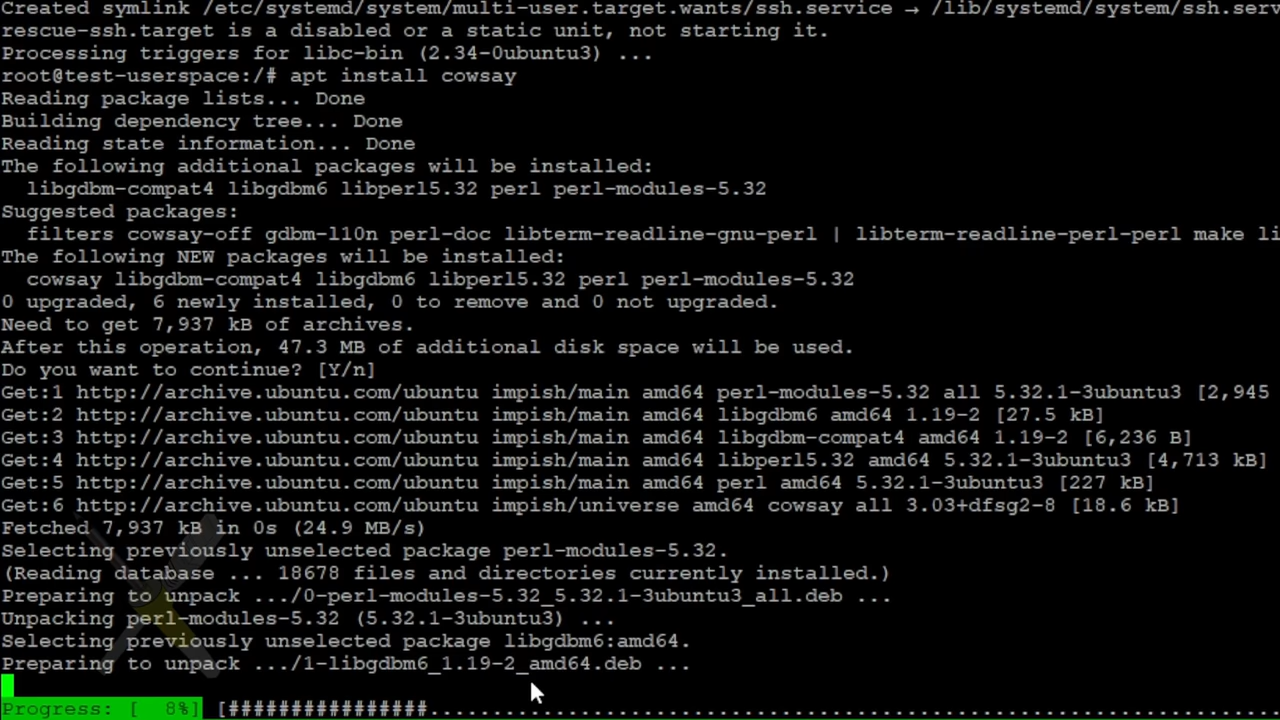 Created symlink /etc/systemd/system/multi-user.target.wants/ssh.service → /lib/systemd/system/ssh.serv
rescue-ssh.target is a disabled or a static unit, not starting it.
Processing triggers for libc-bin (2.34-0ubuntu3) ...
root@test-userspace:/# apt install cowsay
Reading package lists... Done
Building dependency tree... Done
Reading state information... Done
The following additional packages will be installed:
  libgdbm-compat4 libgdbm6 libperl5.32 perl perl-modules-5.32
Suggested packages:
  filters cowsay-off gdbm-l10n perl-doc libterm-readline-gnu-perl | libterm-readline-perl-perl make li
The following NEW packages will be installed:
  cowsay libgdbm-compat4 libgdbm6 libperl5.32 perl perl-modules-5.32
0 upgraded, 6 newly installed, 0 to remove and 0 not upgraded.
Need to get 7,937 kB of archives.
After this operation, 47.3 MB of additional disk space will be used.
Do you want to continue? [Y/n]
Get:1 http://archive.ubuntu.com/ubuntu impish/main amd64 perl-modules-5.32 all 5.32.1-3ubuntu3 [2,945
Get:2 http://archive.ubuntu.com/ubuntu impish/main amd64 libgdbm6 amd64 1.19-2 [27.5 kB]
Get:3 http://archive.ubuntu.com/ubuntu impish/main amd64 libgdbm-compat4 amd64 1.19-2 [6,236 B]
Get:4 http://archive.ubuntu.com/ubuntu impish/main amd64 libperl5.32 amd64 5.32.1-3ubuntu3 [4,713 kB]
Get:5 http://archive.ubuntu.com/ubuntu impish/main amd64 perl amd64 5.32.1-3ubuntu3 [227 kB]
Get:6 http://archive.ubuntu.com/ubuntu impish/universe amd64 cowsay all 3.03+dfsg2-8 [18.6 kB]
Fetched 7,937 kB in 0s (24.9 MB/s)
Selecting previously unselected package perl-modules-5.32.
(Reading database ... 18678 files and directories currently installed.)
Preparing to unpack .../0-perl-modules-5.32_5.32.1-3ubuntu3_all.deb ...
Unpacking perl-modules-5.32 (5.32.1-3ubuntu3) ...
Selecting previously unselected package libgdbm6:amd64.
Preparing to unpack .../1-libgdbm6_1.19-2_amd64.deb ...
Progress: [  8%] [################....................................................................